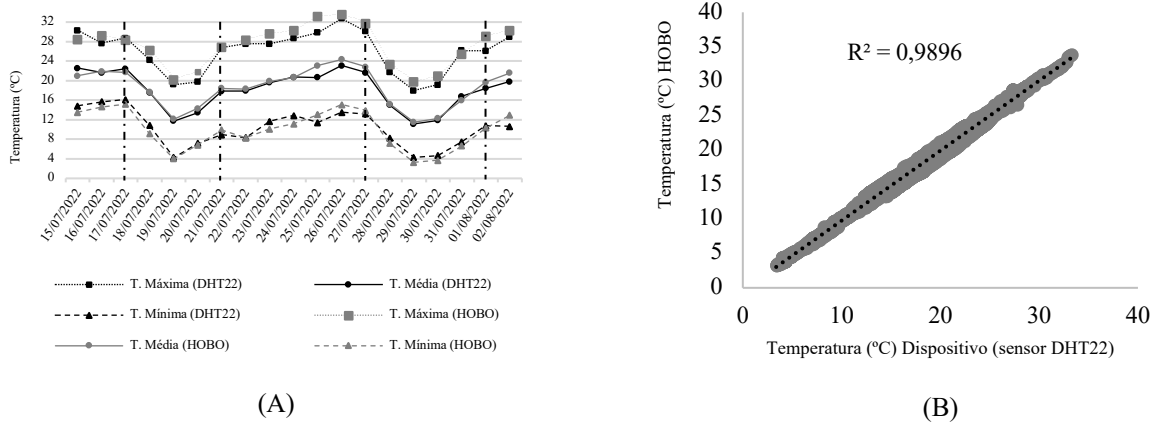 32
28
24
20
16
12
8
4
0
Temperatura (ºC)
15/07/2022
16/07/2022
17/07/2022
18/07/2022
19/07/2022
20/07/2022
21/07/2022
22/07/2022
23/07/2022
24/07/2022
25/07/2022
26/07/2022
27/07/2022
28/07/2022
29/07/2022
30/07/2022
31/07/2022
01/08/2022
02/08/2022
T. Máxima (DHT22)
T. Média (DHT22)
T. Mínima (DHT22)
T. Máxima (HOBO)
T. Média (HOBO)
T. Mínima (HOBO)
(A)
40
35
30
25
20
15
10
5
0
Temperatura (ºC) HOBO
R² = 0,9896
0 10 20 30 40
Temperatura (ºC) Dispositivo (sensor DHT22)
(B)